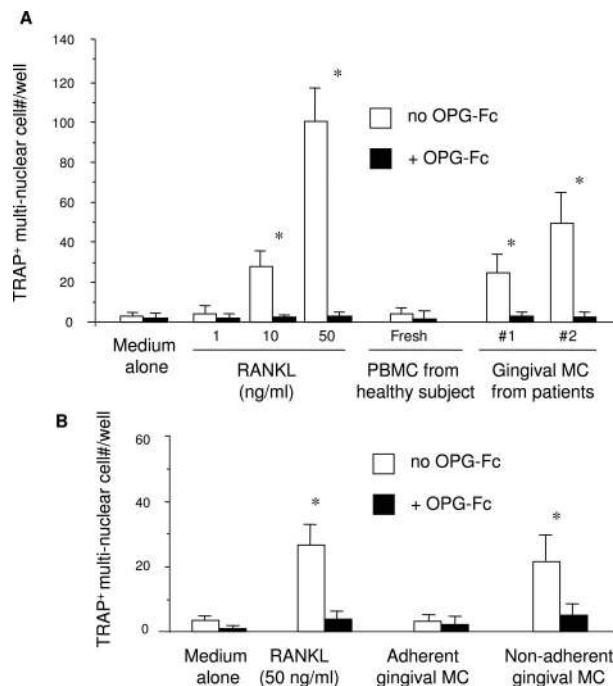 A
TRAP+ multi-nuclear cell#/well
140
120
100
80
60
40
20
0
*
*
*
*
no OPG-Fc
+ OPG-Fc
1 10 50 Fresh #1 #2
Medium alone
RANKL (ng/ml)
PBMC from healthy subject
Gingival MC from patients
B
TRAP+ multi-nuclear cell#/well
60
40
20
0
*
*
no OPG-Fc
+ OPG-Fc
Medium alone
RANKL (50 ng/ml)
Adherent gingival MC
Non-adherent gingival MC